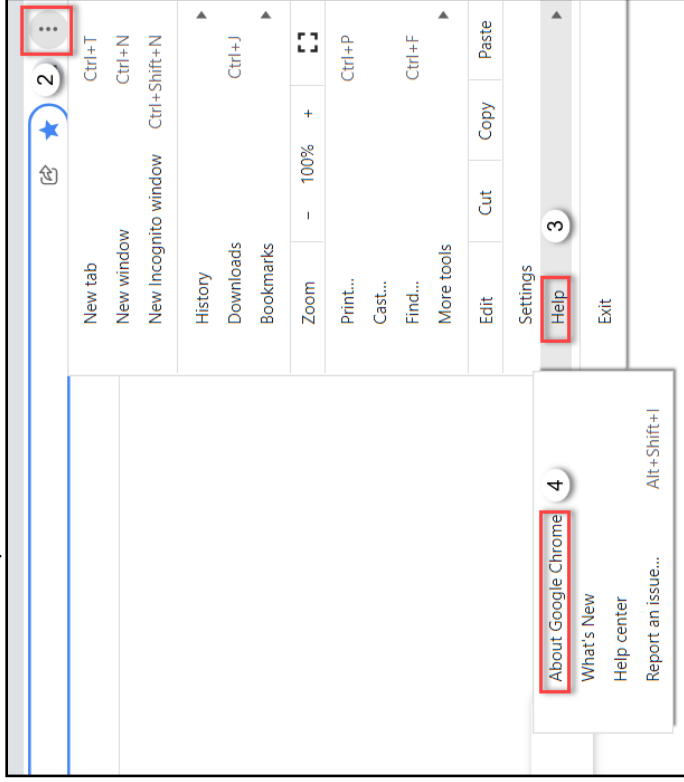 2
New tab Ctrl+T
New window Ctrl+N
New Incognito window Ctrl+Shift+N
History
Downloads Ctrl+J
Bookmarks
Zoom − 100% +
Print... Ctrl+P
Cast...
Find... Ctrl+F
More tools
Edit Cut Copy Paste
Settings
Help 3
Exit
About Google Chrome 4
What's New
Help center
Report an issue... Alt+Shift+I